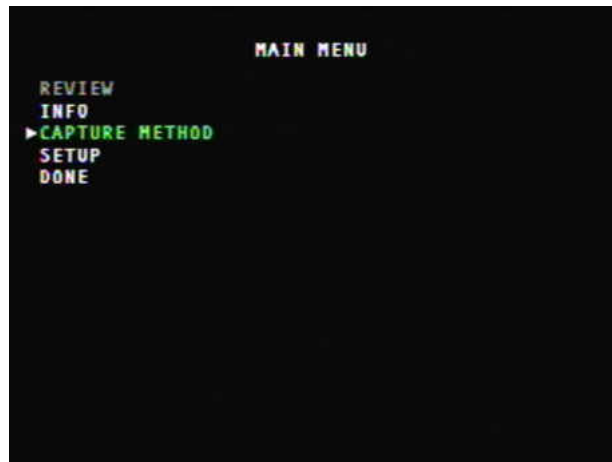 MAIN MENU
REVIEW
INFO
►CAPTURE METHOD
SETUP
DONE